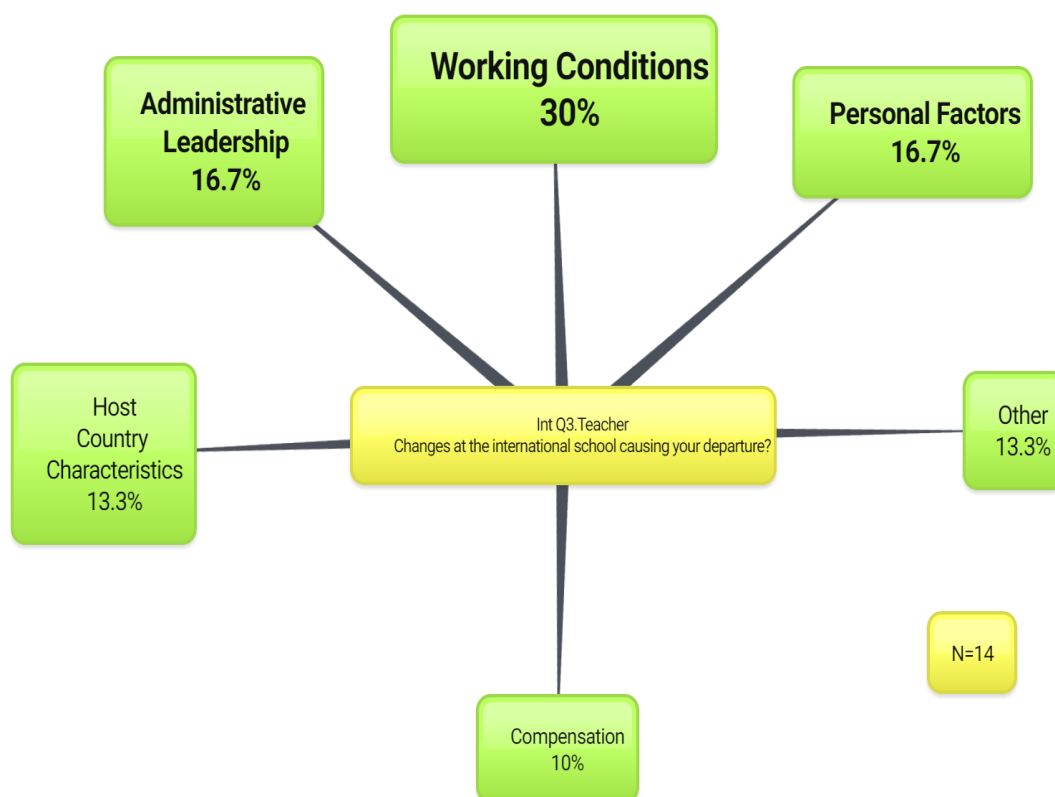 Working Conditions
30%
Administrative
Leadership
16.7%
Personal Factors
16.7%
Host
Country
Characteristics
13.3%
Int Q3.Teacher
Changes at the international school causing your departure?
Other
13.3%
N=14
Compensation
10%